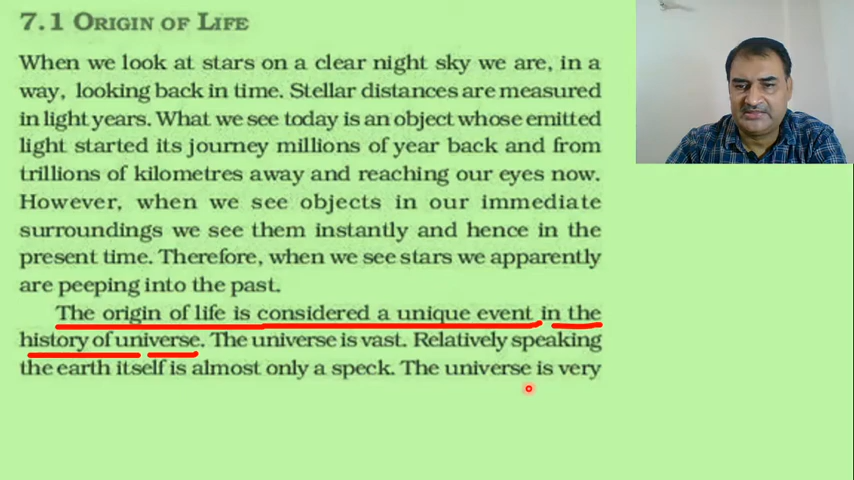 7.1 ORIGIN OF LIFE
When we look at stars on a clear night sky we are, in a
way, looking back in time. Stellar distances are measured
in light years. What we see today is an object whose emitted
light started its journey millions of year back and from
trillions of kilometres away and reaching our eyes now.
However, when we see objects in our immediate
surroundings we see them instantly and hence in the
present time. Therefore, when we see stars we apparently
are peeping into the past.
The origin of life is considered a unique event in the
history of universe. The universe is vast. Relatively speaking
the earth itself is almost only a speck. The universe is very